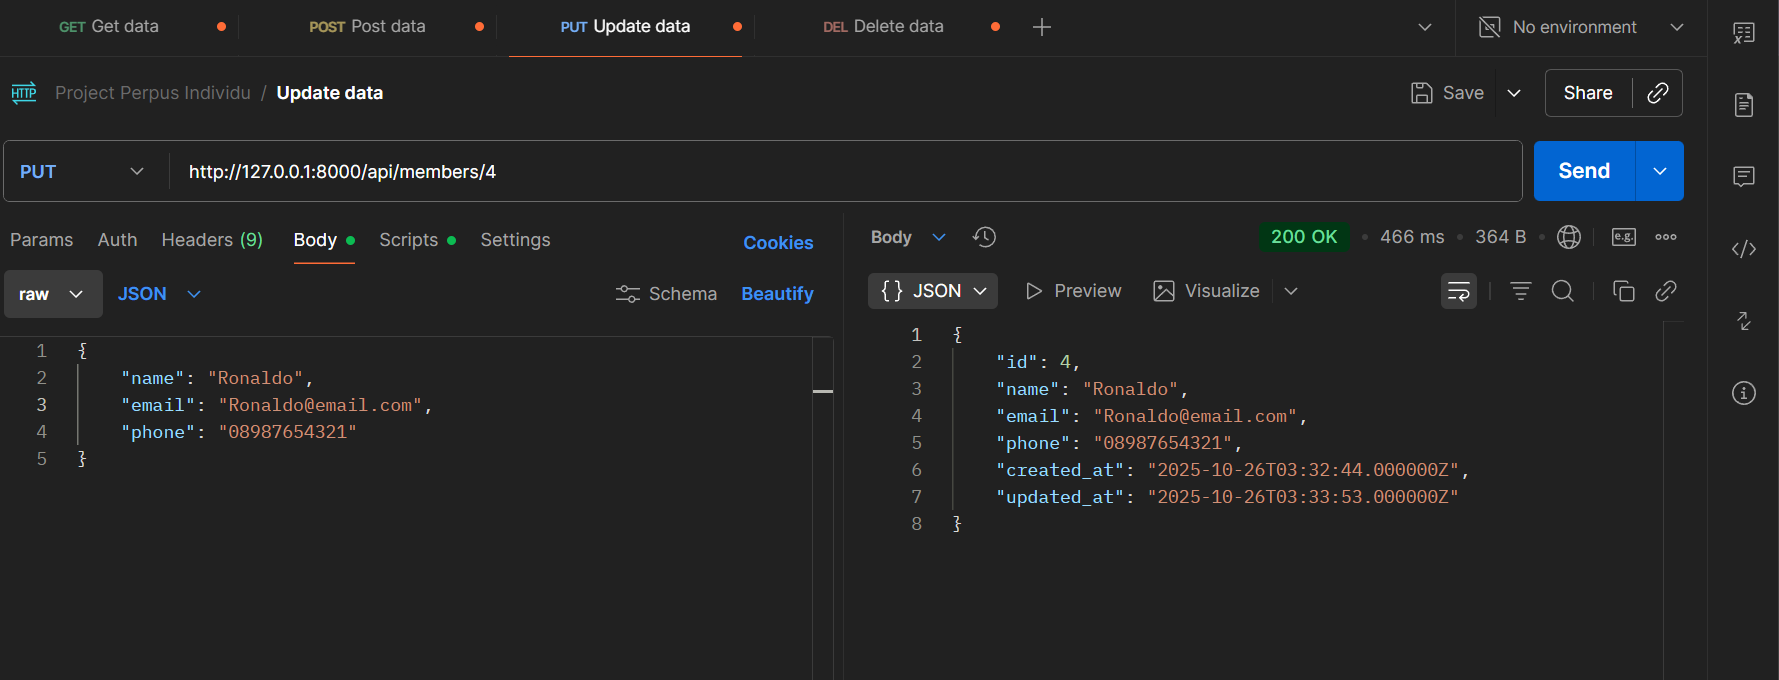 GET Get data POST Post data PUT Update data DEL Delete data No environment
HTTP Project Perpus Individu / Update data Save Share
PUT http://127.0.0.1:8000/api/members/4 Send
Params Auth Headers (9) Body Scripts Settings Cookies
raw JSON Schema Beautify
1 {
2 "name": "Ronaldo",
3 "email": "Ronaldo@email.com",
4 "phone": "08987654321"
5 }
Body 200 OK 466 ms 364 B e.g.
{} JSON Preview Visualize
1 {
2 "id": 4,
3 "name": "Ronaldo",
4 "email": "Ronaldo@email.com",
5 "phone": "08987654321",
6 "created_at": "2025-10-26T03:32:44.000000Z",
7 "updated_at": "2025-10-26T03:33:53.000000Z"
8 }